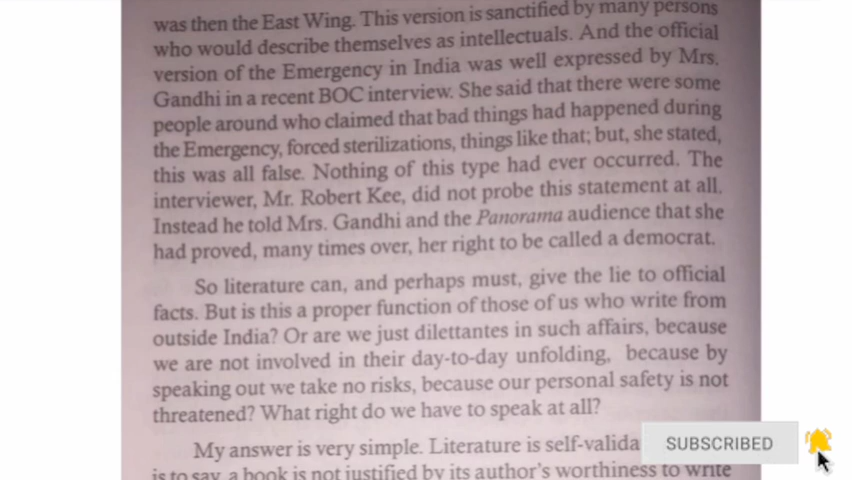 was then the East Wing. This version is sanctified by many persons
who would describe themselves as intellectuals. And the official
version of the Emergency in India was well expressed by Mrs.
Gandhi in a recent BOC interview. She said that there were some
people around who claimed that bad things had happened during
the Emergency, forced sterilizations, things like that; but, she stated,
this was all false. Nothing of this type had ever occurred. The
interviewer, Mr. Robert Kee, did not probe this statement at all.
Instead he told Mrs. Gandhi and the Panorama audience that she
had proved, many times over, her right to be called a democrat.
So literature can, and perhaps must, give the lie to official
facts. But is this a proper function of those of us who write from
outside India? Or are we just dilettantes in such affairs, because
we are not involved in their day-to-day unfolding, because by
speaking out we take no risks, because our personal safety is not
threatened? What right do we have to speak at all?
My answer is very simple. Literature is self-valida
SUBSCRIBED
is to say, a book is not justified by its author's worthiness to write